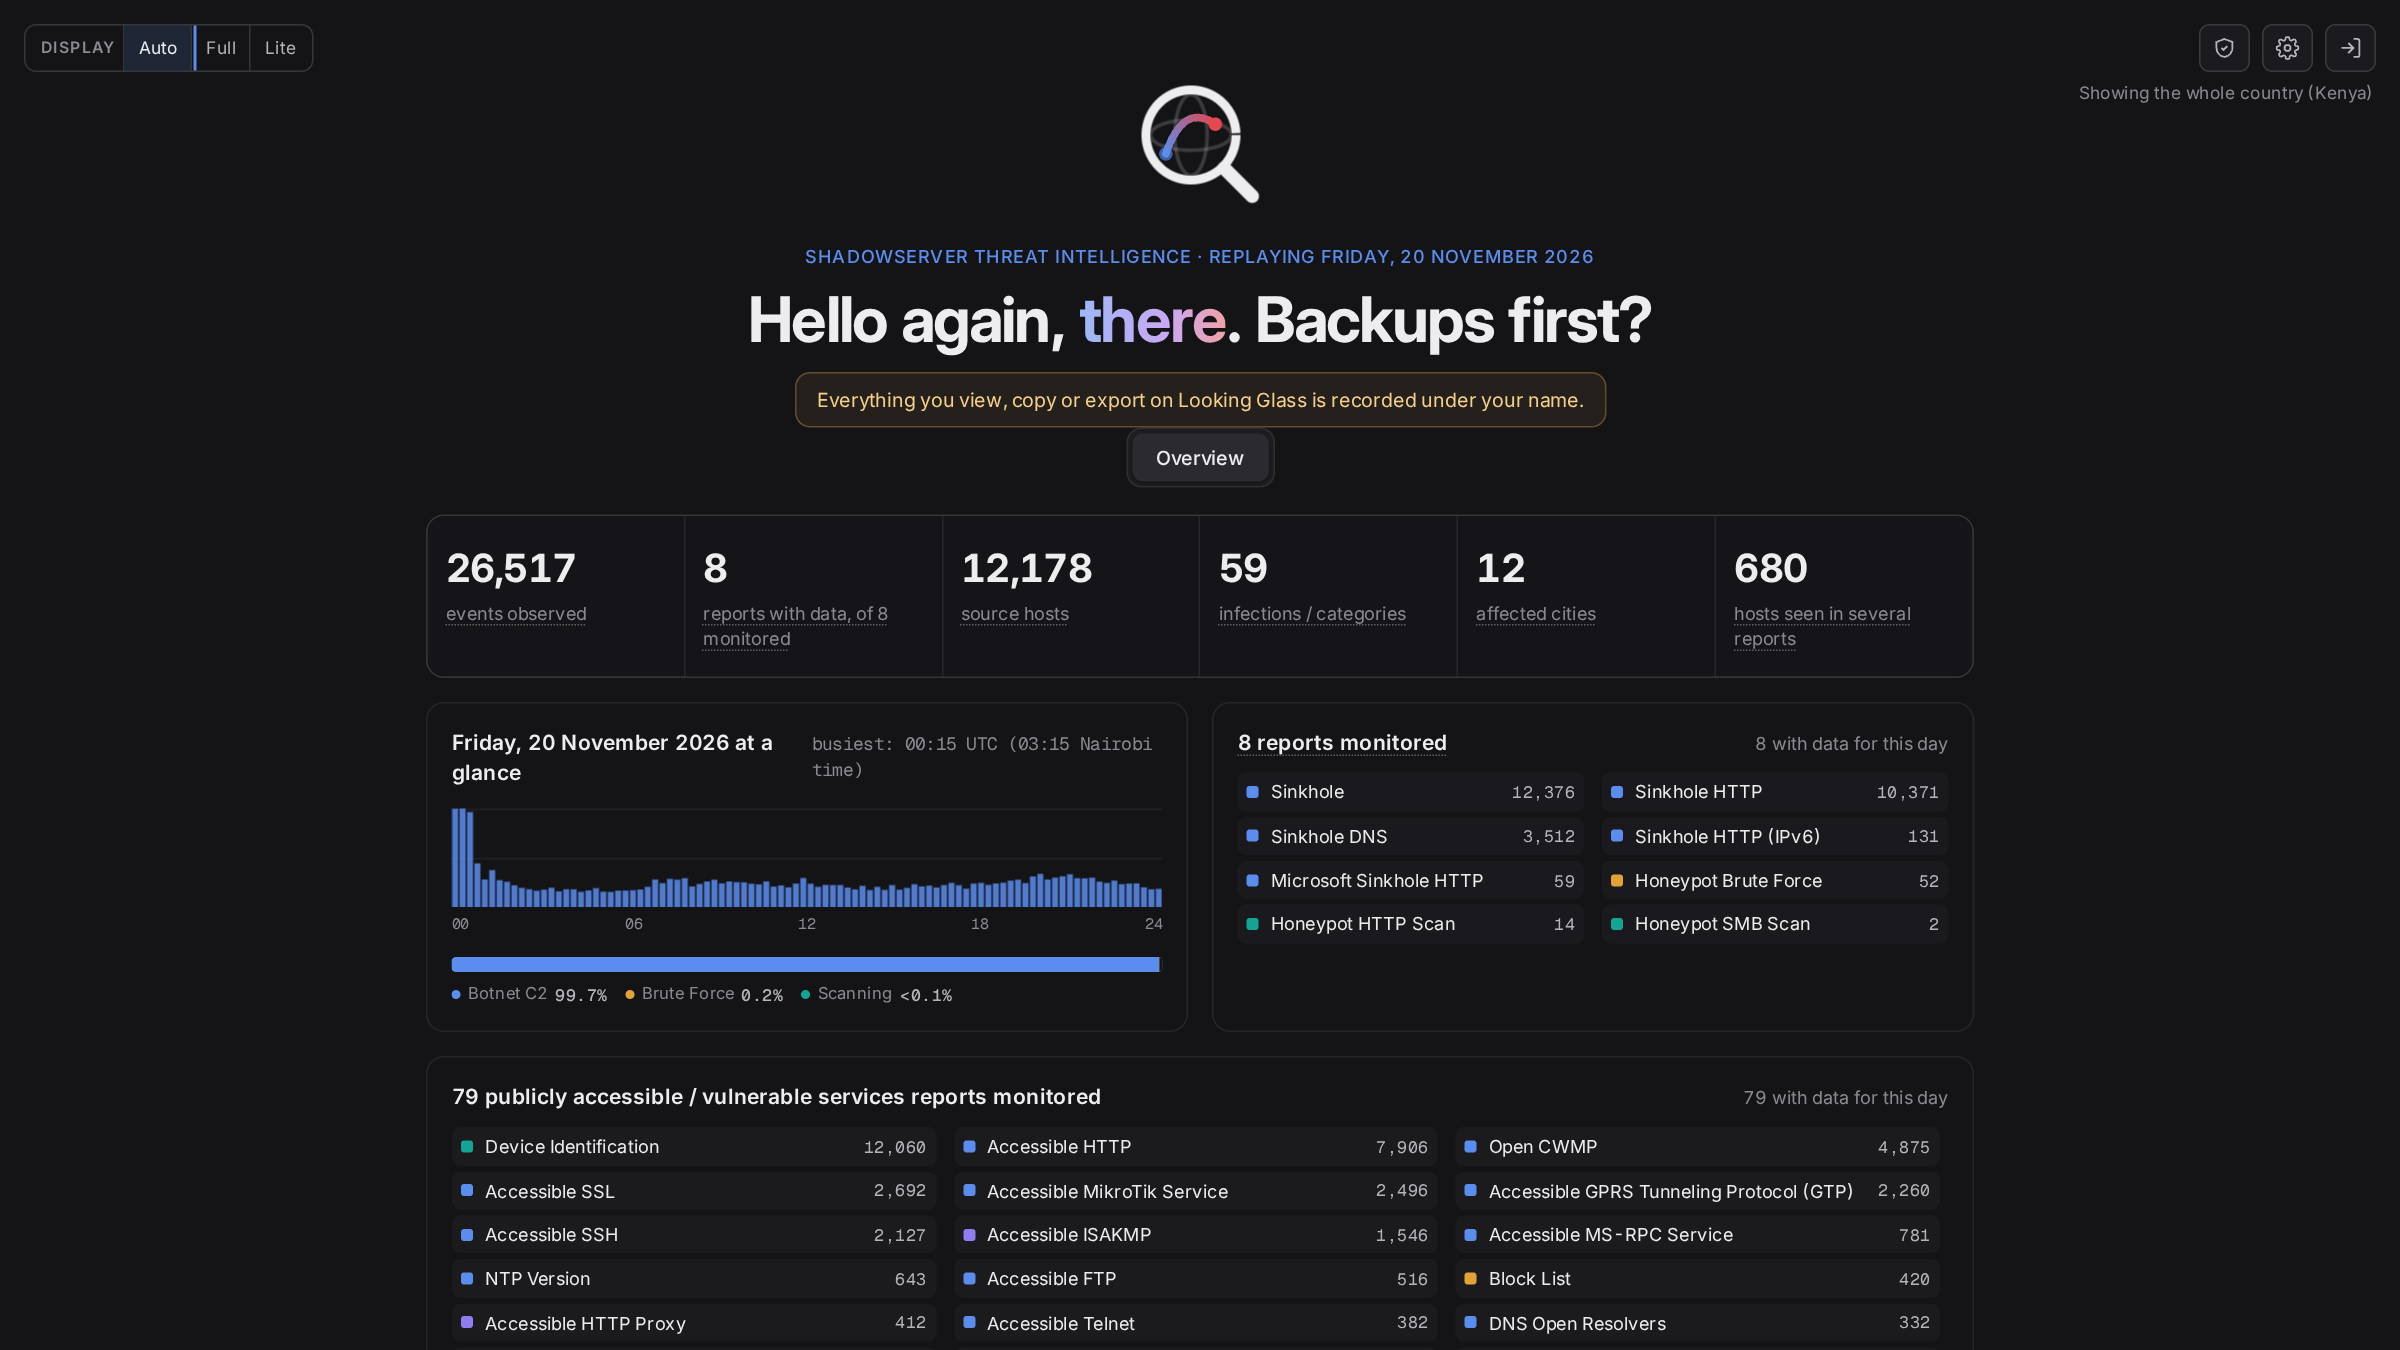 DISPLAY Auto Full Lite
Showing the whole country (Kenya)
SHADOWSERVER THREAT INTELLIGENCE · REPLAYING FRIDAY, 20 NOVEMBER 2026
Hello again, there. Backups first?
Everything you view, copy or export on Looking Glass is recorded under your name.
Overview
26,517
events observed
8
reports with data, of 8
monitored
12,178
source hosts
59
infections / categories
12
affected cities
680
hosts seen in several
reports
Friday, 20 November 2026 at a
glance
busiest: 00:15 UTC (03:15 Nairobi
time)
00 06 12 18 24
Botnet C2 99.7% Brute Force 0.2% Scanning <0.1%
8 reports monitored
8 with data for this day
Sinkhole 12,376
Sinkhole HTTP 10,371
Sinkhole DNS 3,512
Sinkhole HTTP (IPv6) 131
Microsoft Sinkhole HTTP 59
Honeypot Brute Force 52
Honeypot HTTP Scan 14
Honeypot SMB Scan 2
79 publicly accessible / vulnerable services reports monitored
79 with data for this day
Device Identification 12,060
Accessible HTTP 7,906
Open CWMP 4,875
Accessible SSL 2,692
Accessible MikroTik Service 2,496
Accessible GPRS Tunneling Protocol (GTP) 2,260
Accessible SSH 2,127
Accessible ISAKMP 1,546
Accessible MS-RPC Service 781
NTP Version 643
Accessible FTP 516
Block List 420
Accessible HTTP Proxy 412
Accessible Telnet 382
DNS Open Resolvers 332